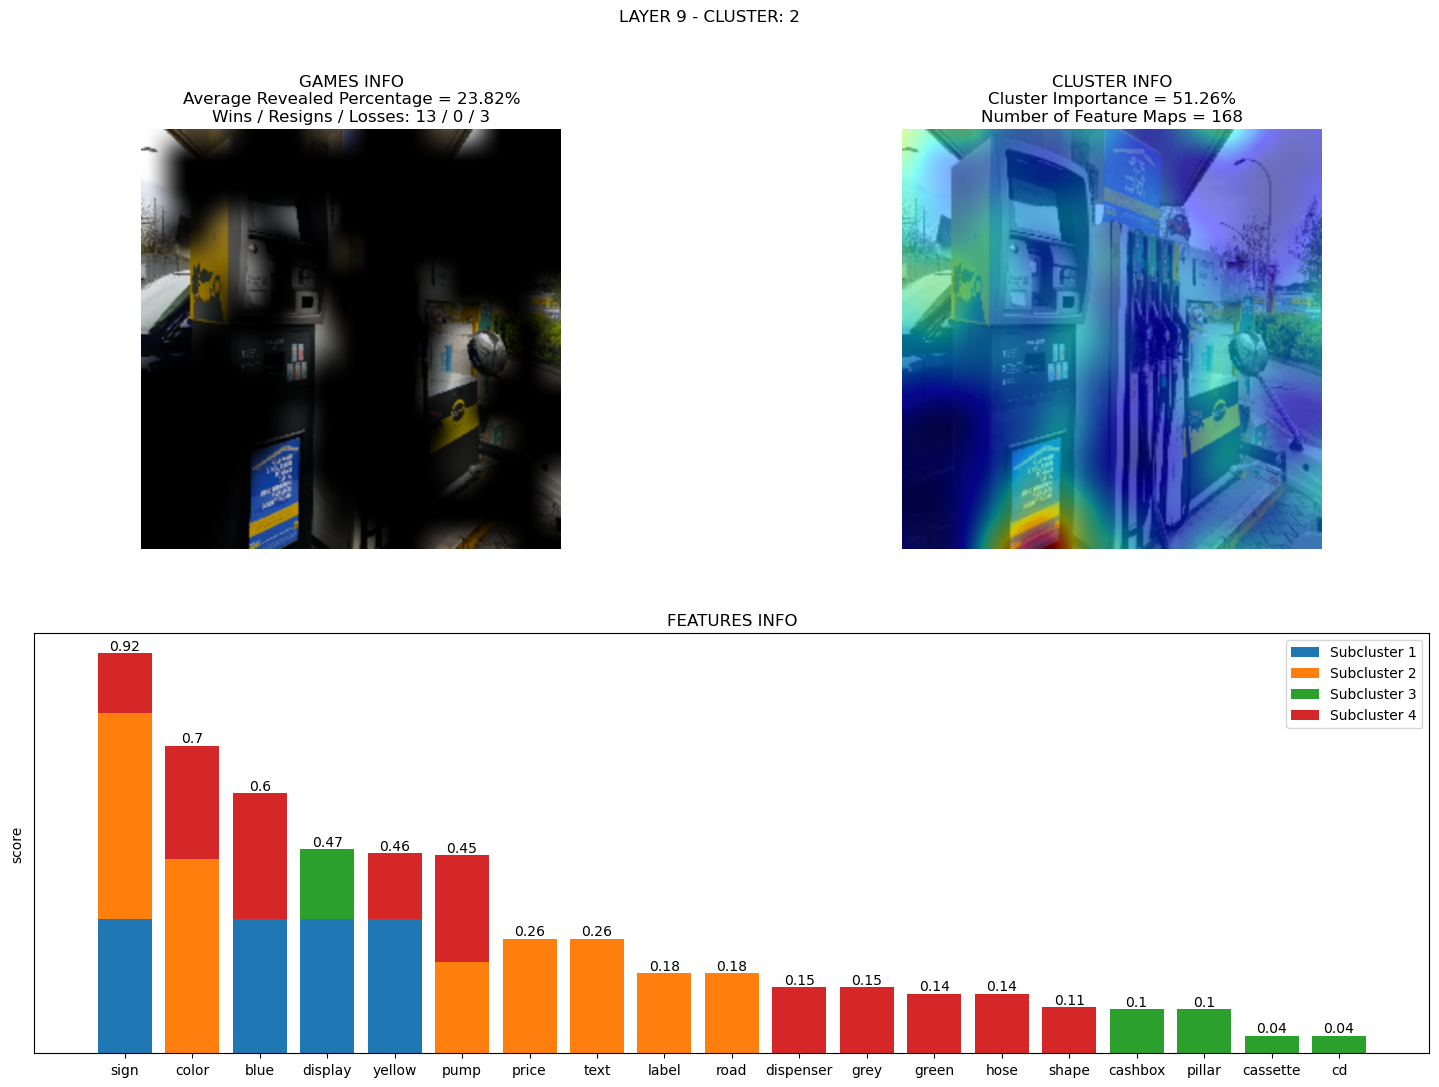 LAYER 9 - CLUSTER: 2
GAMES INFO
Average Revealed Percentage = 23.82%
Wins / Resigns / Losses: 13 / 0 / 3
CLUSTER INFO
Cluster Importance = 51.26%
Number of Feature Maps = 168
FEATURES INFO
score
Subcluster 1
Subcluster 2
Subcluster 3
Subcluster 4
0.92
0.7
0.6
0.47
0.46
0.45
0.26
0.26
0.18
0.18
0.15
0.15
0.14
0.14
0.11
0.1
0.1
0.04
0.04
sign color blue display yellow pump price text label road dispenser grey green hose shape cashbox pillar cassette cd